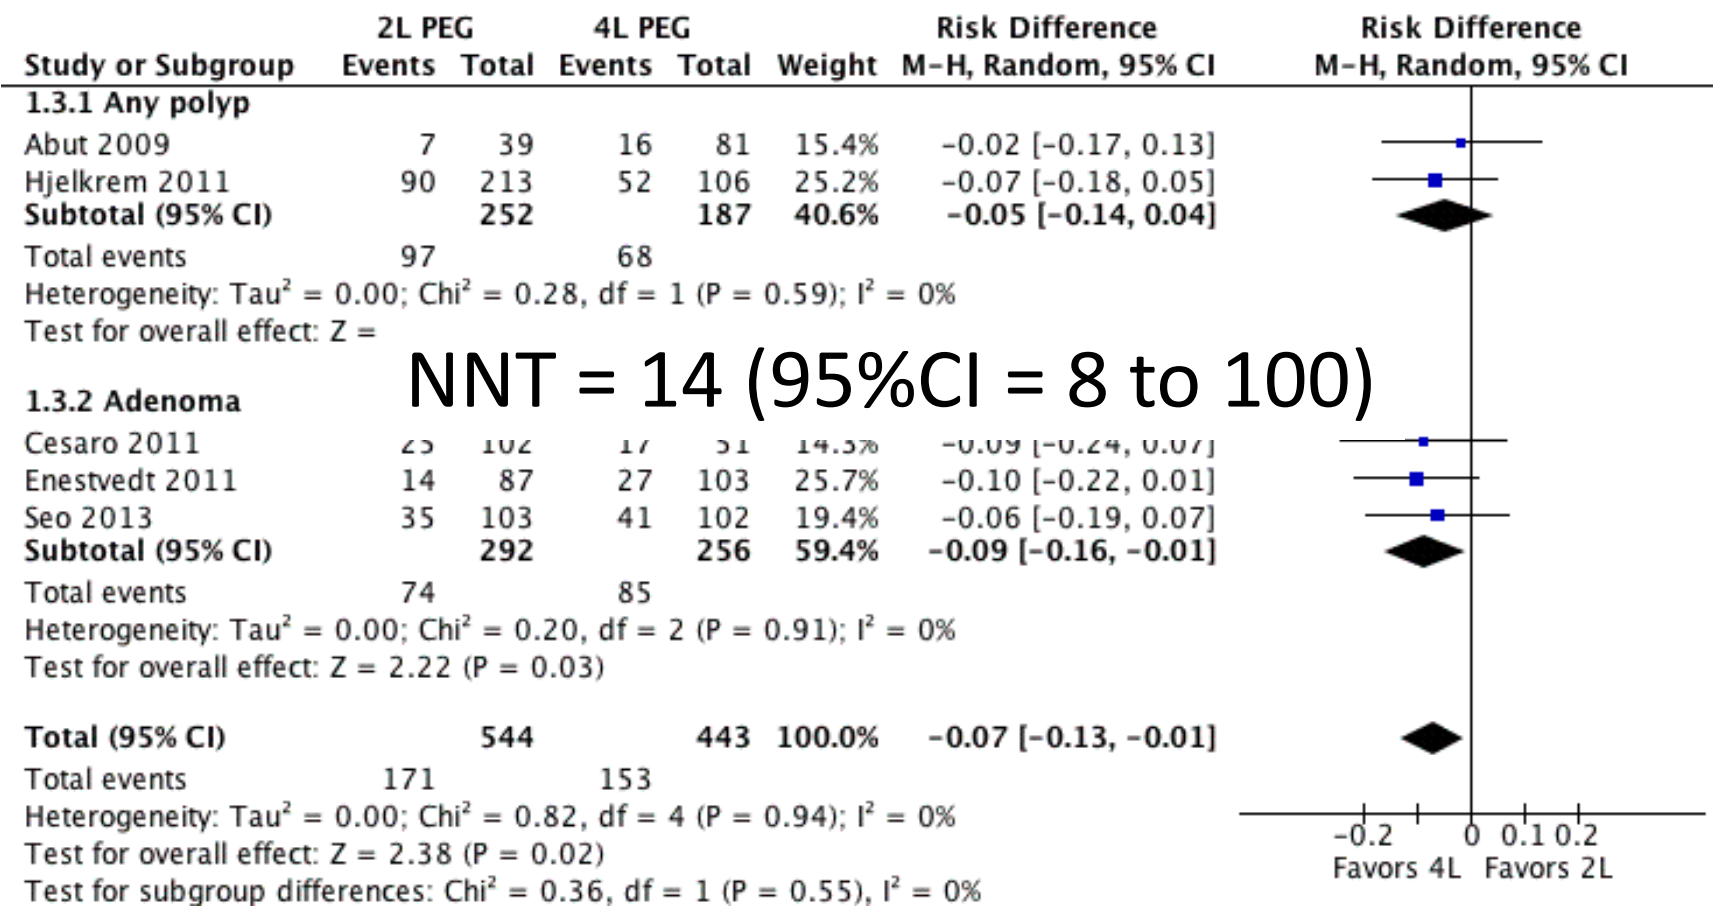 2L PEG 4L PEG Risk Difference Risk Difference
Study or Subgroup Events Total Events Total Weight M-H, Random, 95% CI M-H, Random, 95% CI
1.3.1 Any polyp
Abut 2009 7 39 16 81 15.4% -0.02 [-0.17, 0.13]
Hjelkrem 2011 90 213 52 106 25.2% -0.07 [-0.18, 0.05]
Subtotal (95% CI) 252 187 40.6% -0.05 [-0.14, 0.04]
Total events 97 68
Heterogeneity: Tau² = 0.00; Chi² = 0.28, df = 1 (P = 0.59); I² = 0%
Test for overall effect: Z =
NNT = 14 (95%CI = 8 to 100)
1.3.2 Adenoma
Cesaro 2011 25 102 17 51 14.3% -0.09 [-0.24, 0.07]
Enestvedt 2011 14 87 27 103 25.7% -0.10 [-0.22, 0.01]
Seo 2013 35 103 41 102 19.4% -0.06 [-0.19, 0.07]
Subtotal (95% CI) 292 256 59.4% -0.09 [-0.16, -0.01]
Total events 74 85
Heterogeneity: Tau² = 0.00; Chi² = 0.20, df = 2 (P = 0.91); I² = 0%
Test for overall effect: Z = 2.22 (P = 0.03)
Total (95% CI) 544 443 100.0% -0.07 [-0.13, -0.01]
Total events 171 153
Heterogeneity: Tau² = 0.00; Chi² = 0.82, df = 4 (P = 0.94); I² = 0%
Test for overall effect: Z = 2.38 (P = 0.02)
Test for subgroup differences: Chi² = 0.36, df = 1 (P = 0.55), I² = 0%
-0.2 0 0.1 0.2
Favors 4L Favors 2L